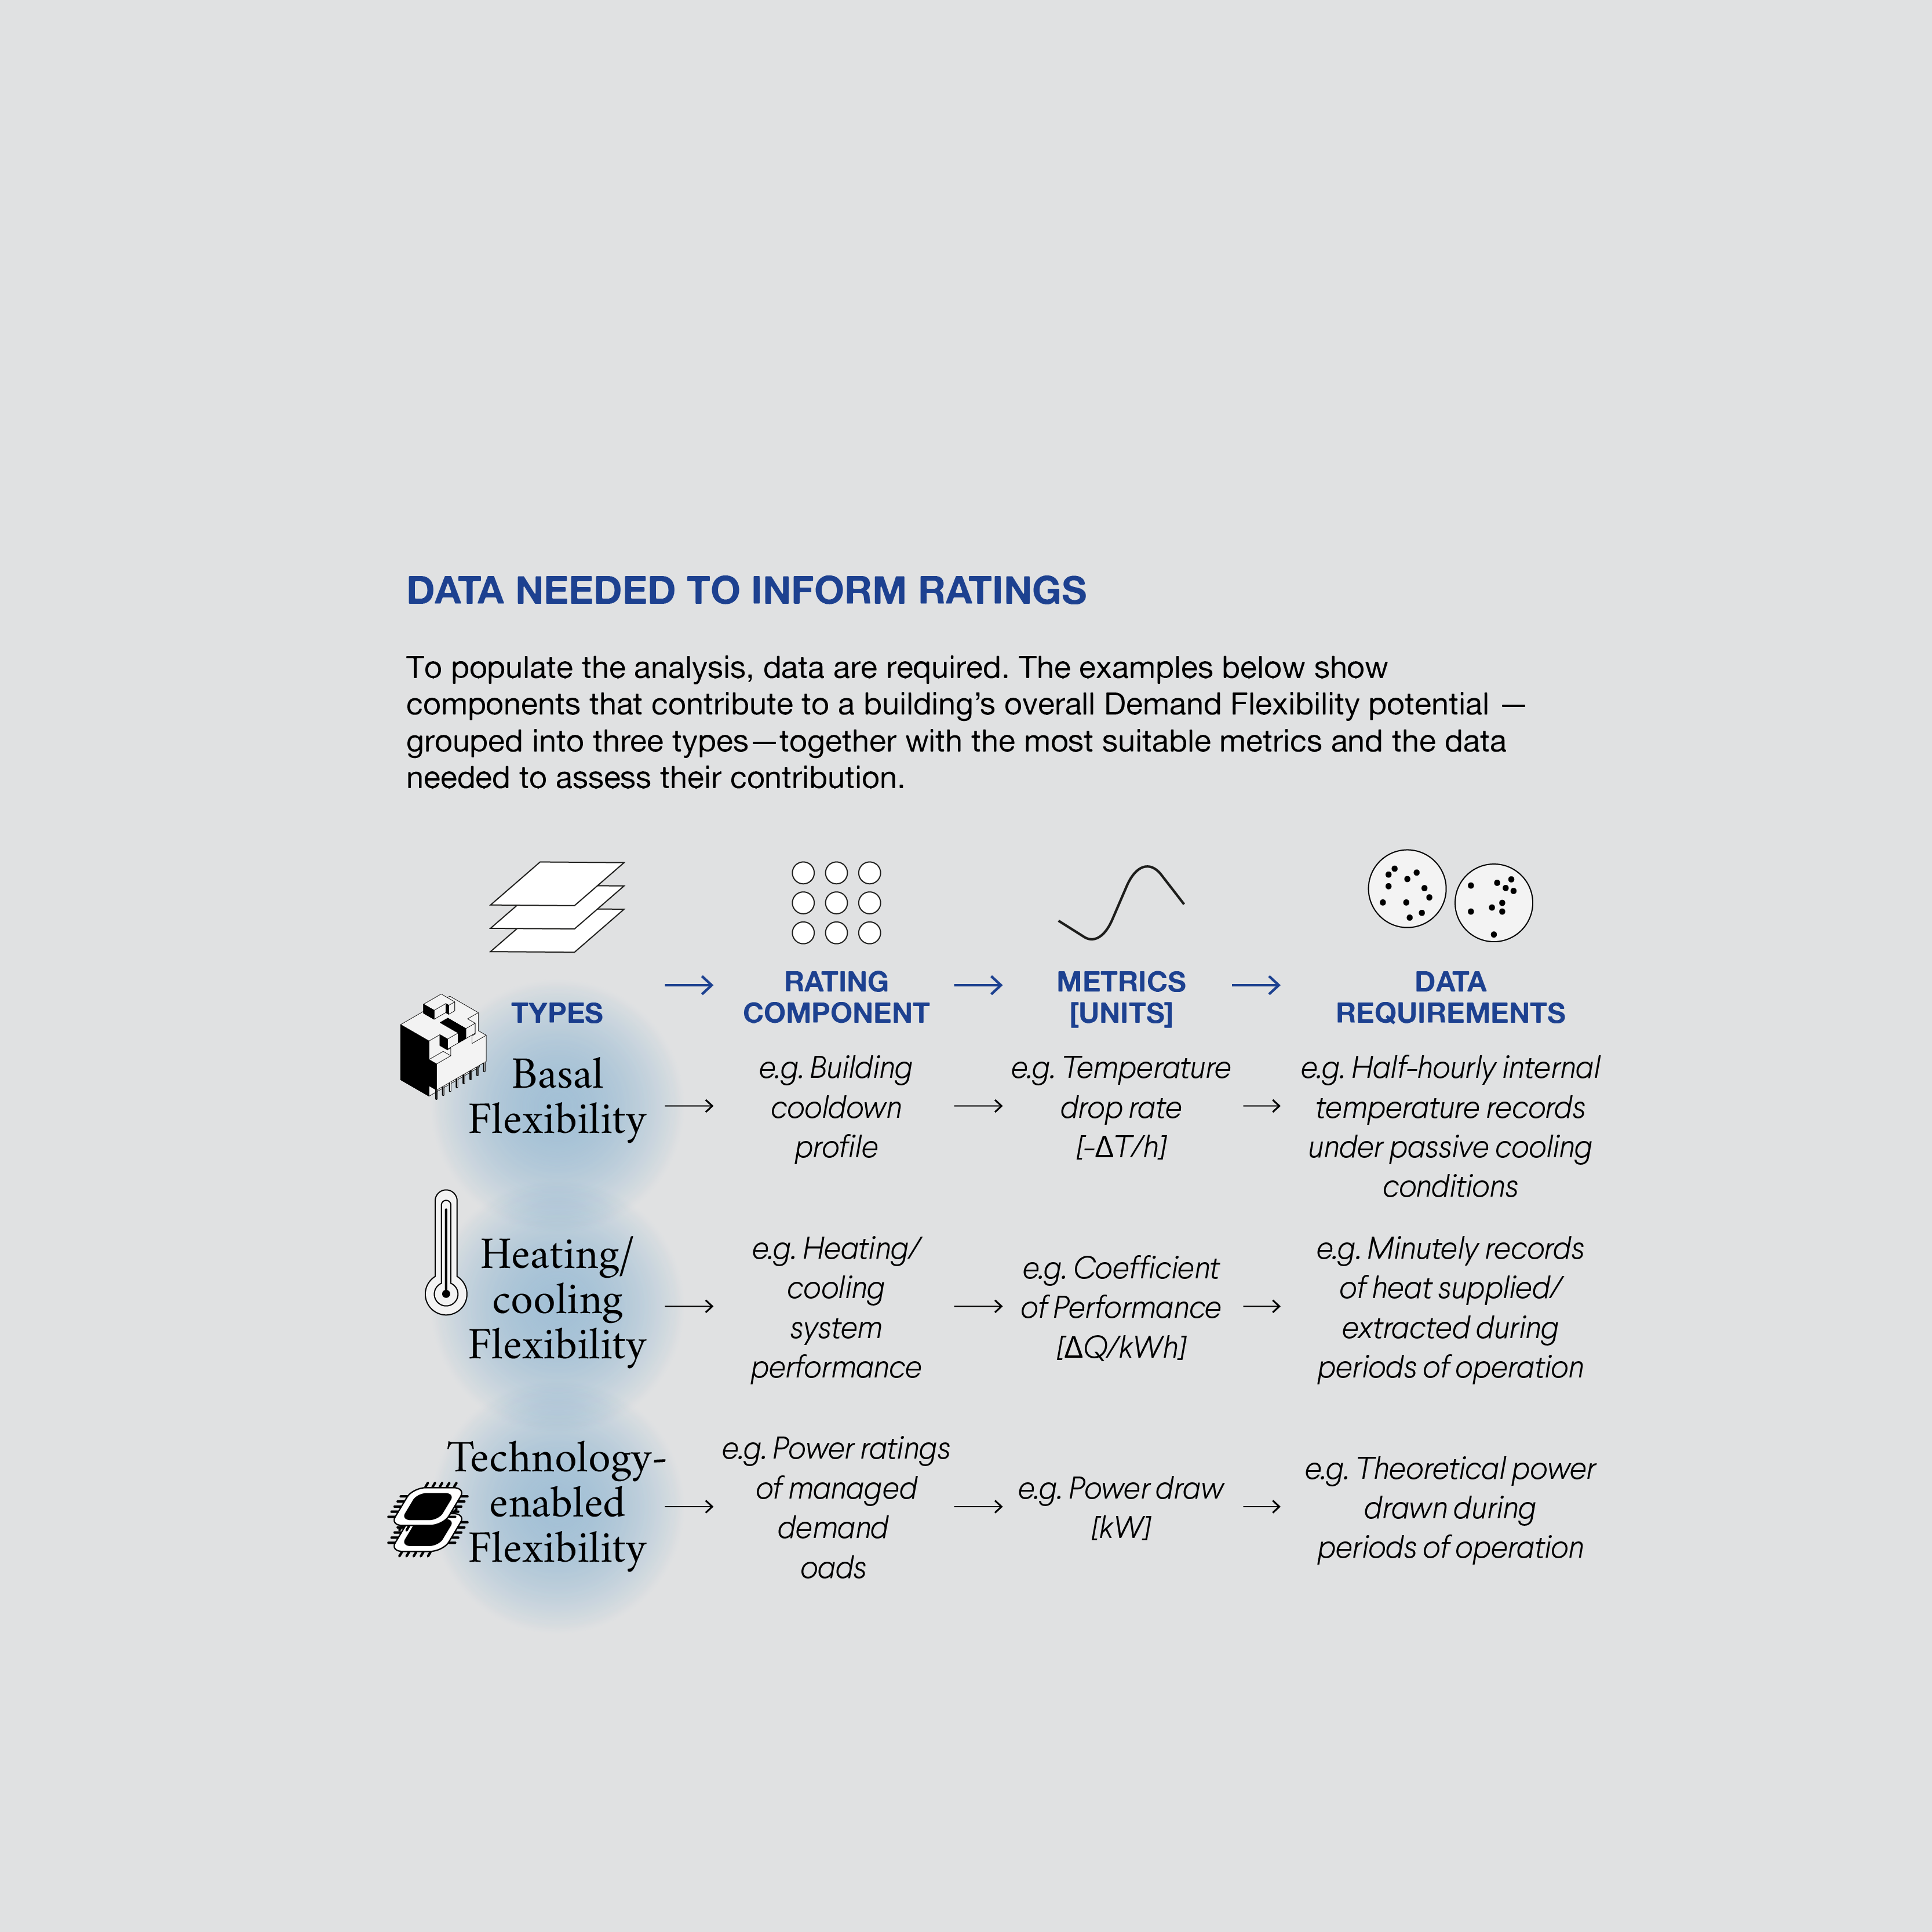 DATA NEEDED TO INFORM RATINGS
To populate the analysis, data are required. The examples below show
components that contribute to a building’s overall Demand Flexibility potential —
grouped into three types—together with the most suitable metrics and the data
needed to assess their contribution.
TYPES
RATING
COMPONENT
METRICS
[UNITS]
DATA
REQUIREMENTS
Basal
Flexibility
e.g. Building
cooldown
profile
e.g. Temperature
drop rate
[-ΔT/h]
e.g. Half-hourly internal
temperature records
under passive cooling
conditions
Heating/
cooling
Flexibility
e.g. Heating/
cooling
system
performance
e.g. Coefficient
of Performance
[ΔQ/kWh]
e.g. Minutely records
of heat supplied/
extracted during
periods of operation
Technology-
enabled
Flexibility
e.g. Power ratings
of managed
demand
oads
e.g. Power draw
[kW]
e.g. Theoretical power
drawn during
periods of operation